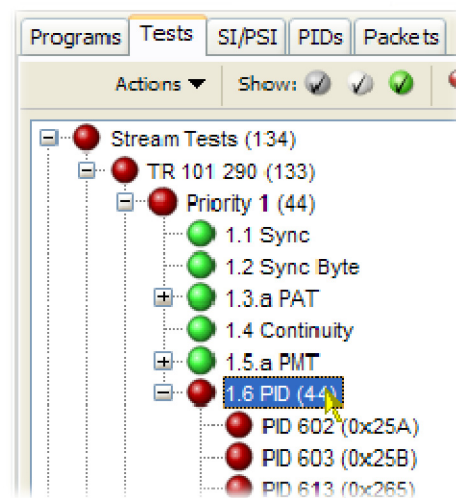 Programs Tests SI/PSI PIDs Packets
Actions Show:
Stream Tests (134)
TR 101 290 (133)
Priority 1 (44)
1.1 Sync
1.2 Sync Byte
1.3.a PAT
1.4 Continuity
1.5.a PMT
1.6 PID (44)
PID 602 (0x25A)
PID 603 (0x25B)
PID 613 (0x265)